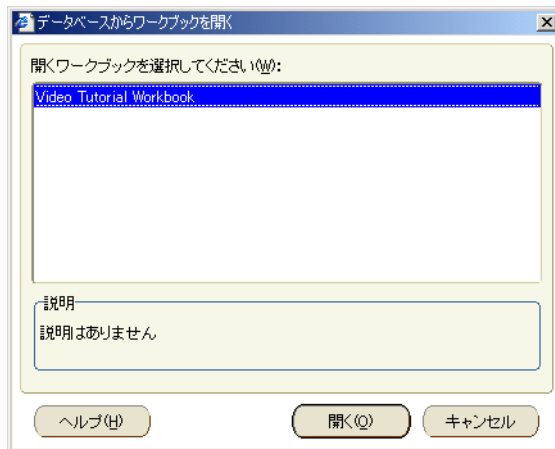 データベースからワークブックを開く
開くワークブックを選択してください(W):
Video Tutorial Workbook
説明
説明はありません
ヘルプ(H)
開く(O)
キャンセル